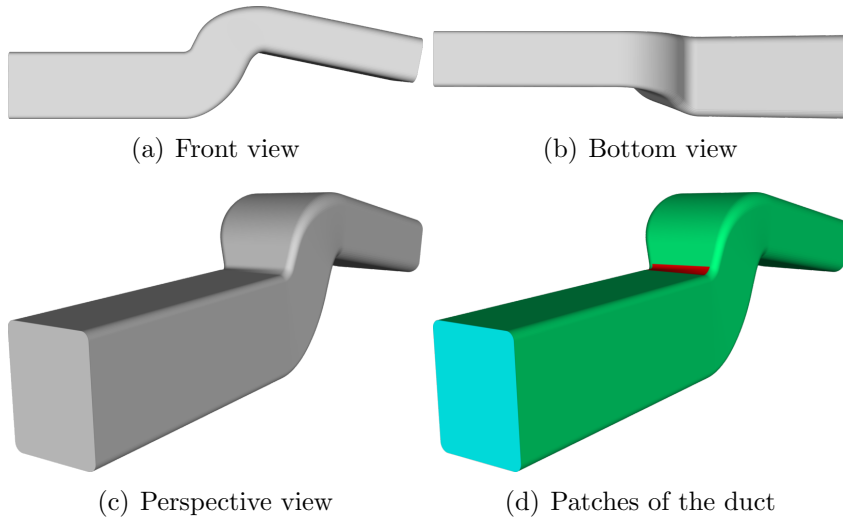 (a) Front view
(b) Bottom view
(c) Perspective view
(d) Patches of the duct